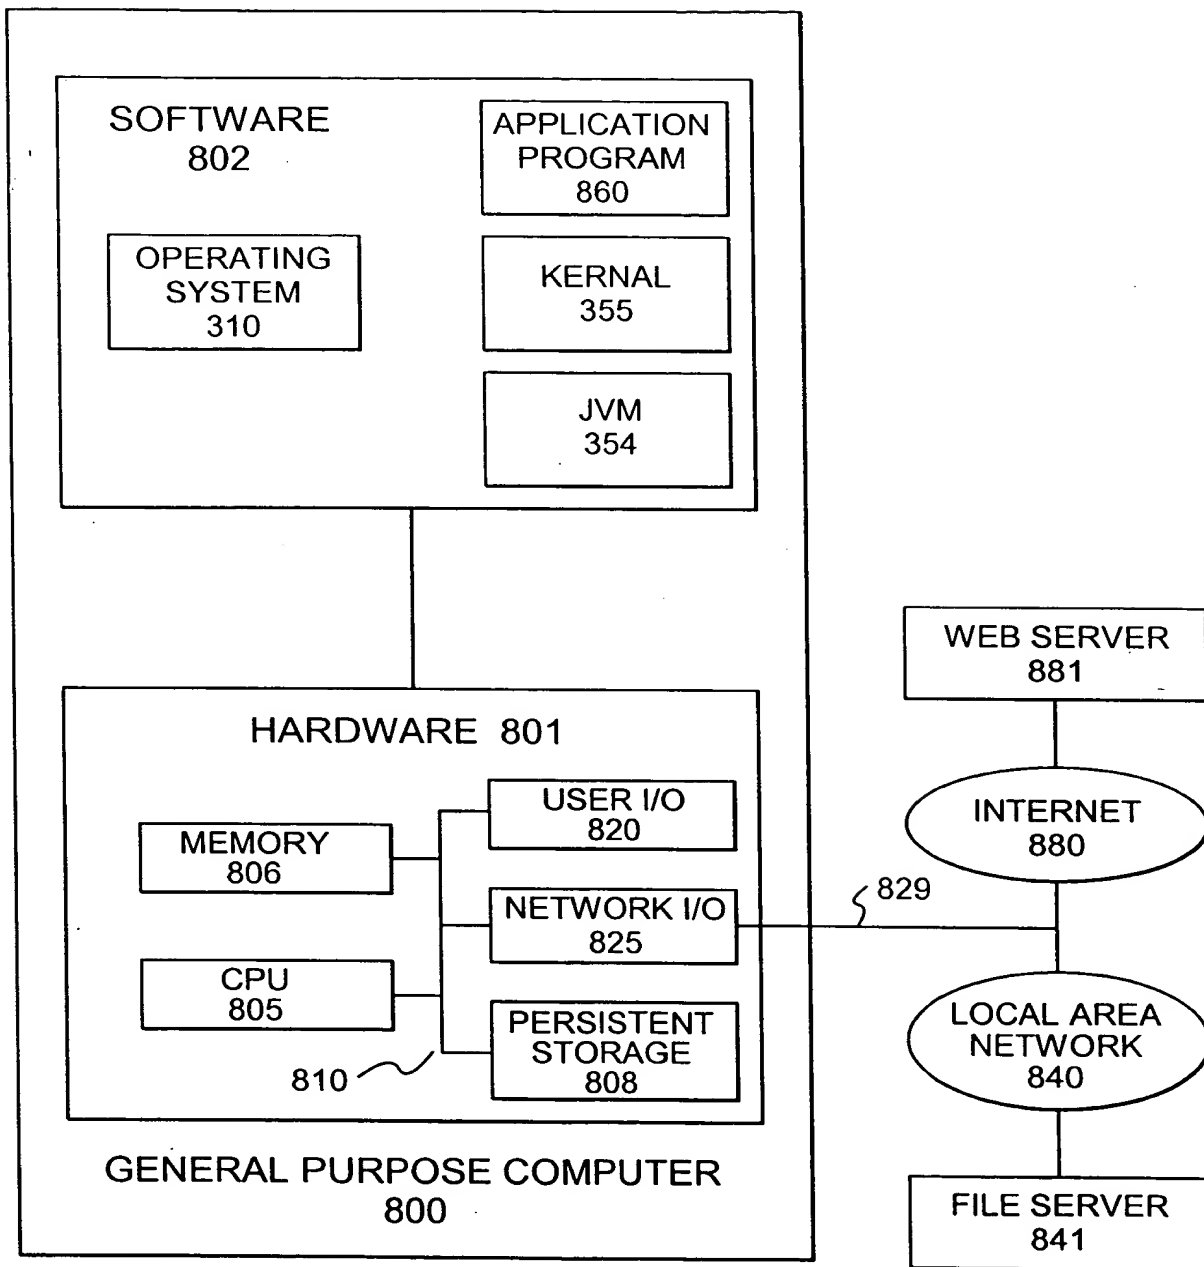 SOFTWARE
802
APPLICATION
PROGRAM
860
OPERATING
SYSTEM
310
KERNAL
355
JVM
354
HARDWARE 801
USER I/O
820
MEMORY
806
NETWORK I/O
825
CPU
805
PERSISTENT
STORAGE
808
810
GENERAL PURPOSE COMPUTER
800
829
WEB SERVER
881
INTERNET
880
LOCAL AREA
NETWORK
840
FILE SERVER
841